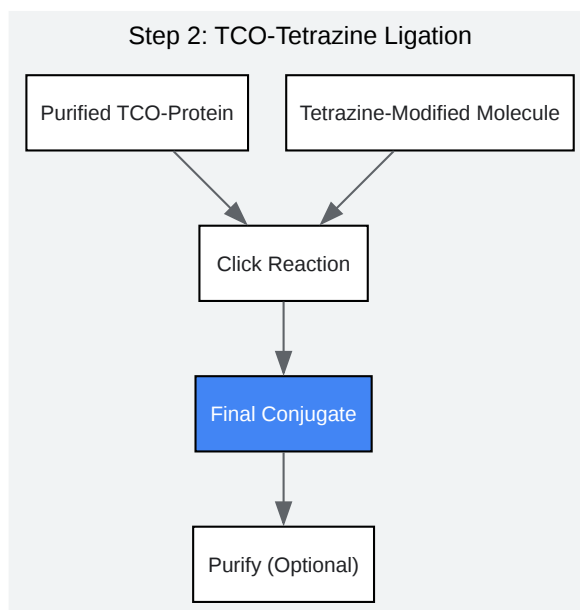 Step 2: TCO-Tetrazine Ligation
Purified TCO-Protein
Tetrazine-Modified Molecule
Click Reaction
Final Conjugate
Purify (Optional)